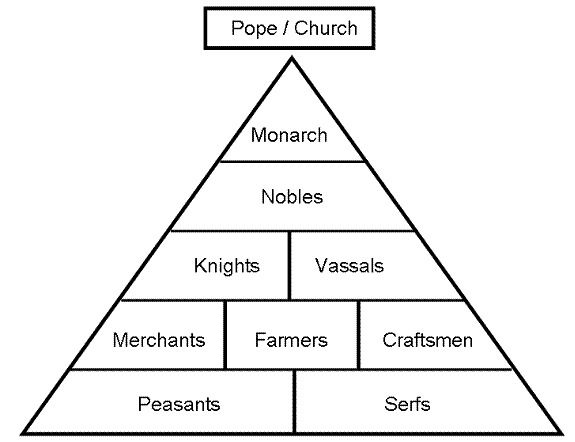 Pope / Church
Monarch
Nobles
Knights Vassals
Merchants Farmers Craftsmen
Peasants Serfs